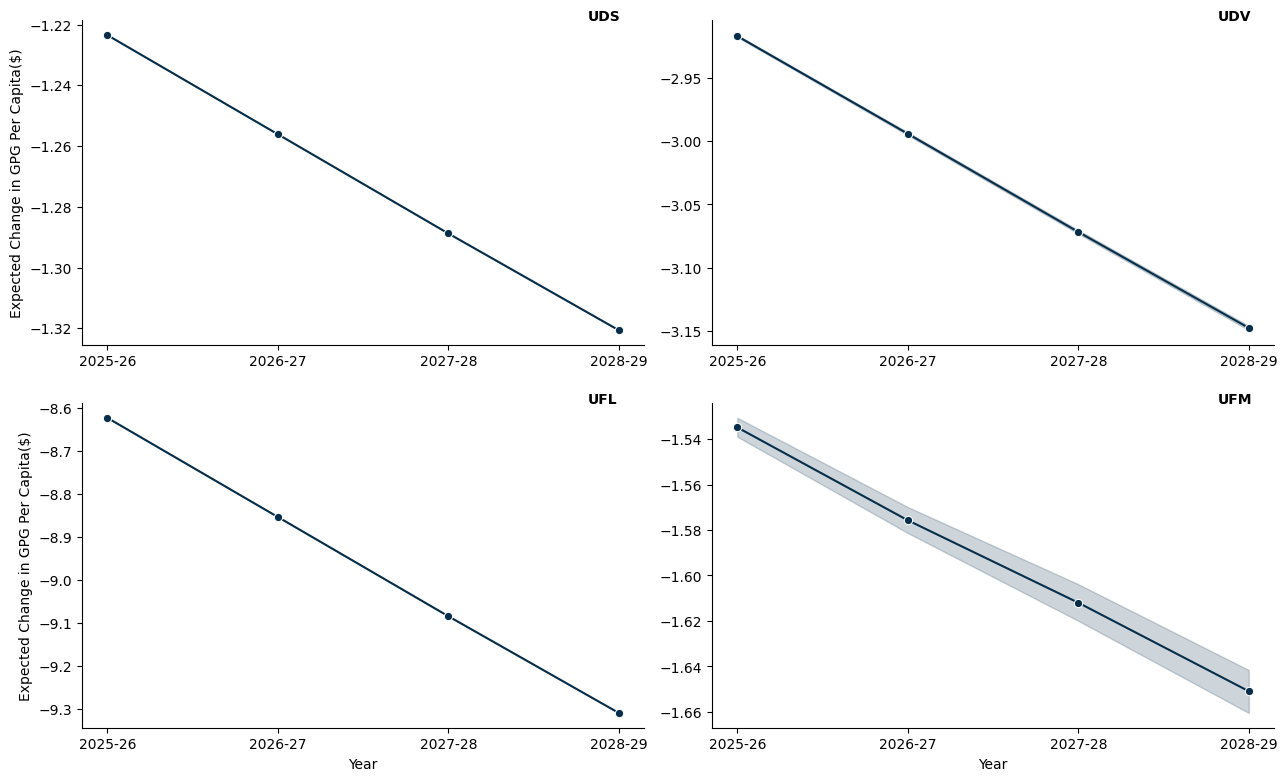 UDS
Expected Change in GPG Per Capita($)
−1.22
−1.24
−1.26
−1.28
−1.30
−1.32
2025-26 2026-27 2027-28 2028-29
UDV
−2.95
−3.00
−3.05
−3.10
−3.15
2025-26 2026-27 2027-28 2028-29
UFL
Expected Change in GPG Per Capita($)
−8.6
−8.7
−8.8
−8.9
−9.0
−9.1
−9.2
−9.3
2025-26 2026-27 2027-28 2028-29
Year
UFM
−1.54
−1.56
−1.58
−1.60
−1.62
−1.64
−1.66
2025-26 2026-27 2027-28 2028-29
Year